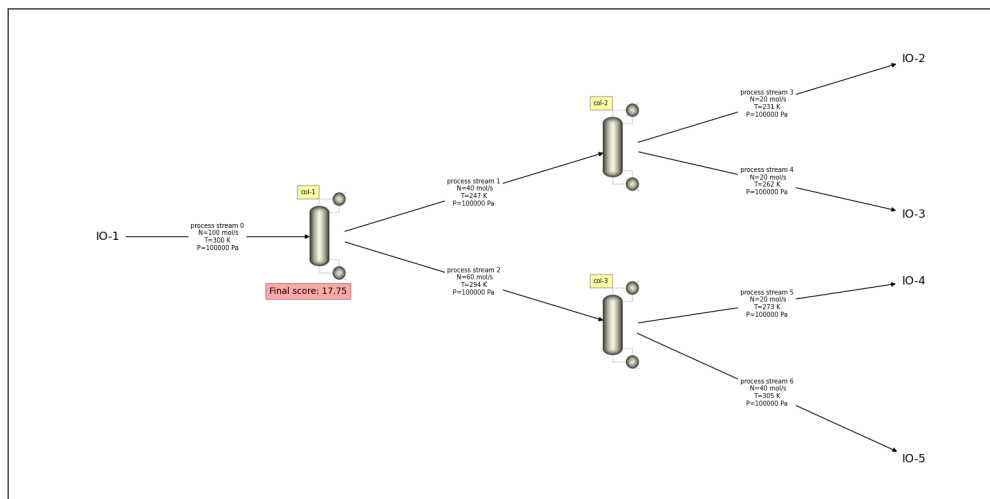 IO-1
process stream 0
N=100 mol/s
T=300 K
P=100000 Pa
col-1
Final score: 17.75
process stream 1
N=40 mol/s
T=247 K
P=100000 Pa
process stream 2
N=60 mol/s
T=294 K
P=100000 Pa
col-2
col-3
process stream 3
N=20 mol/s
T=231 K
P=100000 Pa
process stream 4
N=20 mol/s
T=262 K
P=100000 Pa
process stream 5
N=20 mol/s
T=273 K
P=100000 Pa
process stream 6
N=40 mol/s
T=305 K
P=100000 Pa
IO-2
IO-3
IO-4
IO-5